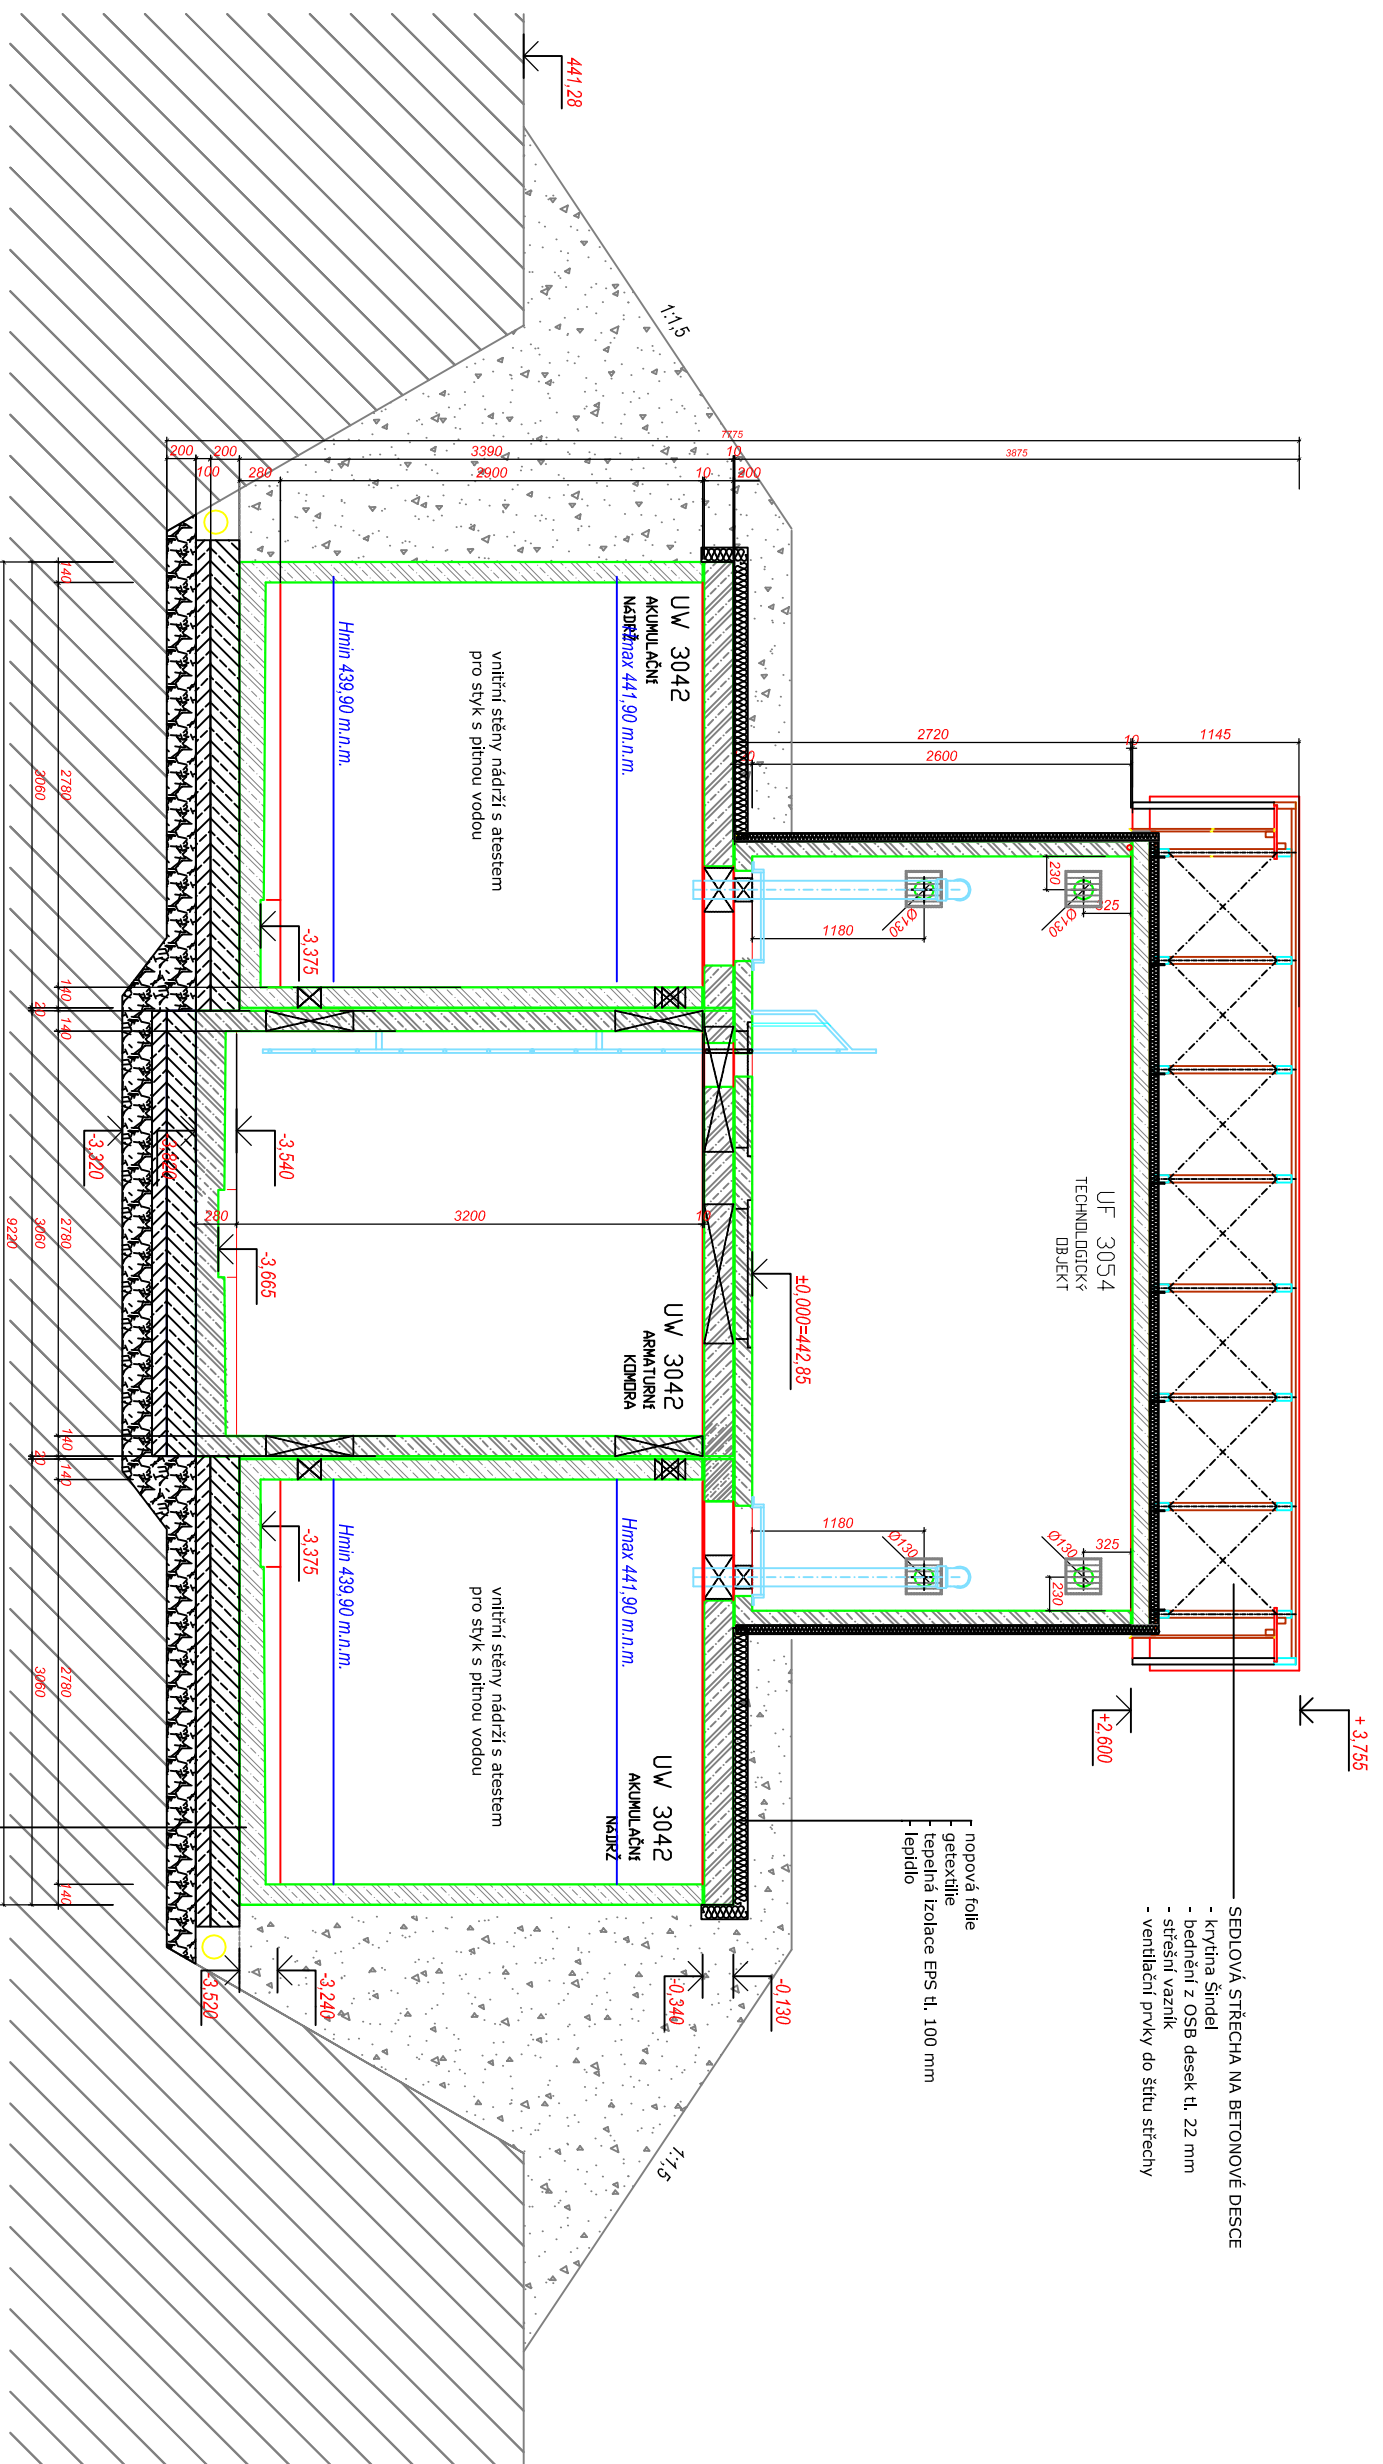 441,28
+ 3,755
+2,600
SEDLOVÁ STŘECHA NA BETONOVÉ DESCE
- krytina Šindel
- bednění z OSB desek tl. 22 mm
- střešní vazník
- ventilační prvky do štítu střechy
nopová folie
getextilie
tepelná izolace EPS tl. 100 mm
lepidlo
1:1,5
1:1,5
7775
200
200
3390
10
3875
100
280
2900
10
200
2720
10
1145
2600
230
325
Ø130
Ø130
1180
UF 3054
TECHNOLOGICKÝ
OBJEKT
±0,000=442,85
1180
325
Ø130
Ø130
230
UW 3042
AKUMULAČNÍ
NÁDRŽ
Hmax 441,90 m.n.m.
vnitřní stěny nádrží s atestem
pro styk s pitnou vodou
Hmin 439,90 m.n.m.
-3,375
UW 3042
ARMATURNÍ
KOMORA
-3,540
-3,665
280
3200
10
-3,320
-3,820
UW 3042
AKUMULAČNÍ
NÁDRŽ
Hmax 441,90 m.n.m.
vnitřní stěny nádrží s atestem
pro styk s pitnou vodou
Hmin 439,90 m.n.m.
-3,375
-0,130
-0,340
-3,240
-3,520
140
2780
140
20
140
2780
140
20
140
2780
140
3060
3060
3060
9220